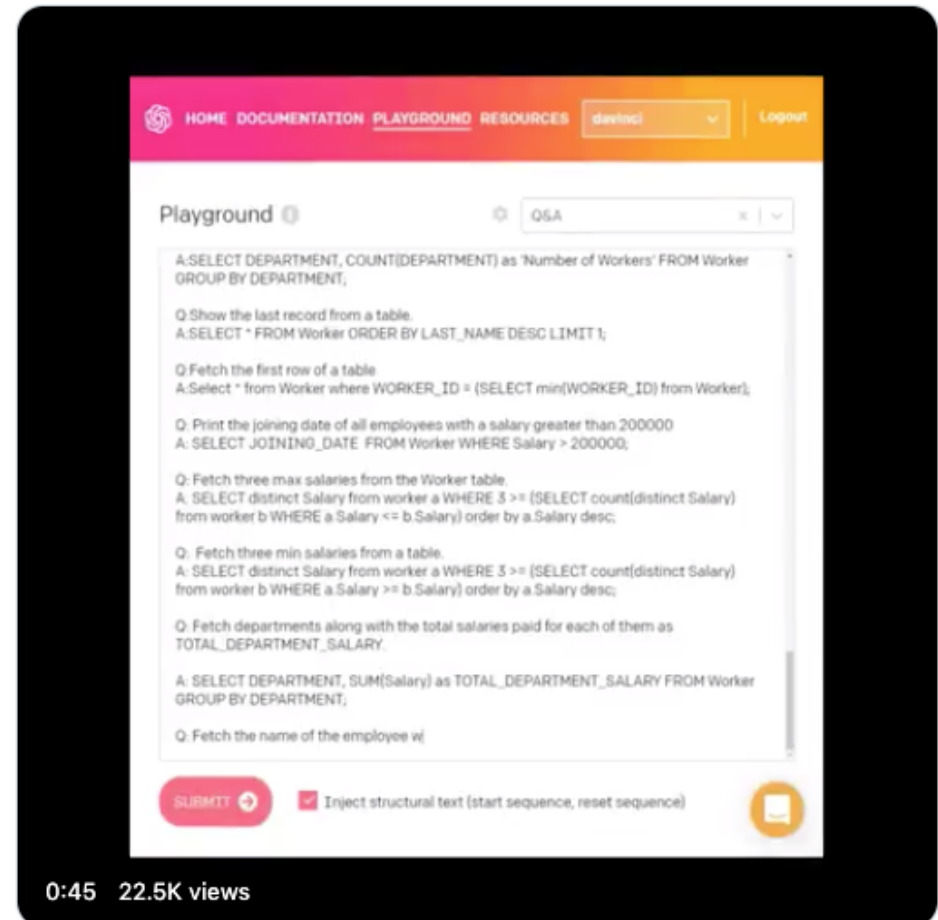 HOME DOCUMENTATION PLAYGROUND RESOURCES davinci Logout
Playground Q&A
A:SELECT DEPARTMENT, COUNT(DEPARTMENT) as 'Number of Workers' FROM Worker
GROUP BY DEPARTMENT;
Q:Show the last record from a table.
A:SELECT * FROM Worker ORDER BY LAST_NAME DESC LIMIT 1;
Q:Fetch the first row of a table
A:Select * from Worker where WORKER_ID = (SELECT min(WORKER_ID) from Worker);
Q: Print the joining date of all employees with a salary greater than 200000
A: SELECT JOINING_DATE FROM Worker WHERE Salary > 200000;
Q: Fetch three max salaries from the Worker table.
A: SELECT distinct Salary from worker a WHERE 3 >= (SELECT count(distinct Salary)
from worker b WHERE a.Salary <= b.Salary) order by a.Salary desc;
Q: Fetch three min salaries from a table.
A: SELECT distinct Salary from worker a WHERE 3 >= (SELECT count(distinct Salary)
from worker b WHERE a.Salary >= b.Salary) order by a.Salary desc;
Q: Fetch departments along with the total salaries paid for each of them as
TOTAL_DEPARTMENT_SALARY.
A: SELECT DEPARTMENT, SUM(Salary) as TOTAL_DEPARTMENT_SALARY FROM Worker
GROUP BY DEPARTMENT;
Q: Fetch the name of the employee w
SUBMIT Inject structural text (start sequence, reset sequence)
0:45 22.5K views